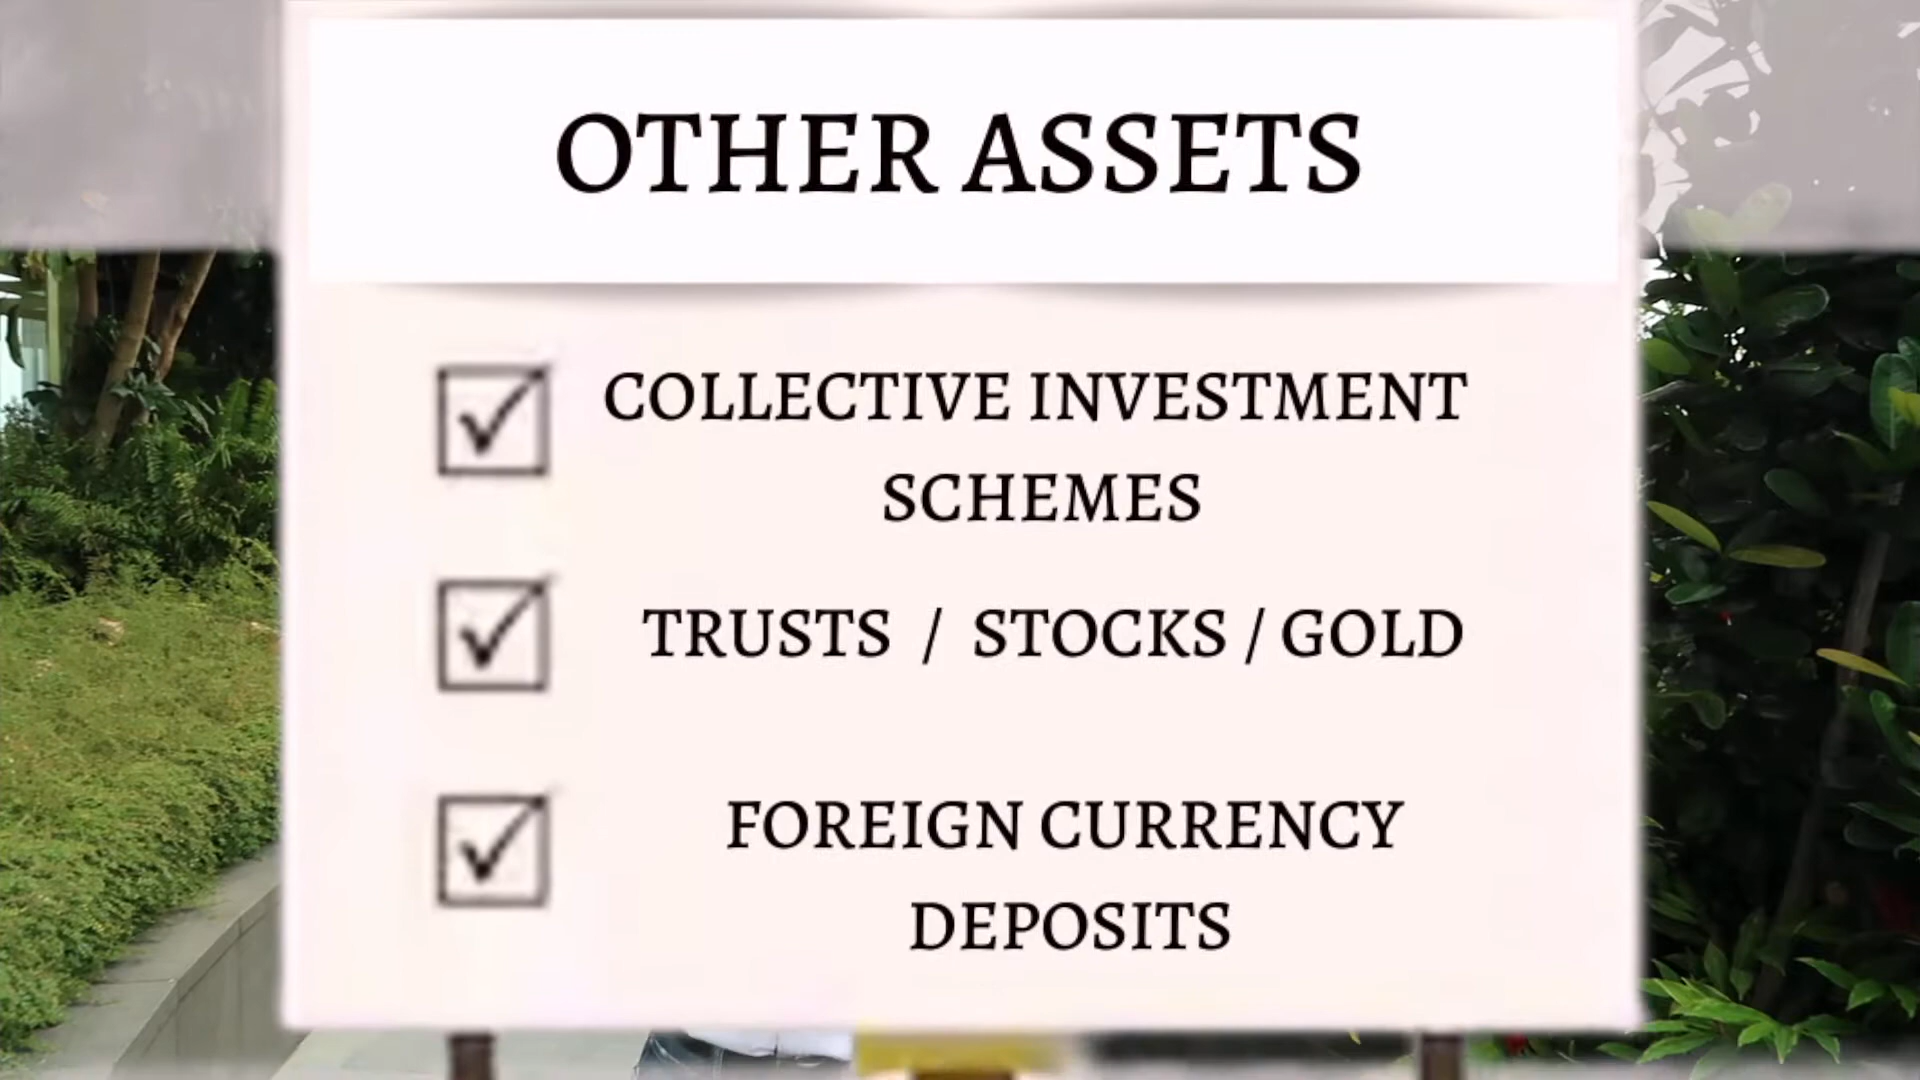 OTHER ASSETS
COLLECTIVE INVESTMENT
SCHEMES
TRUSTS / STOCKS / GOLD
FOREIGN CURRENCY
DEPOSITS